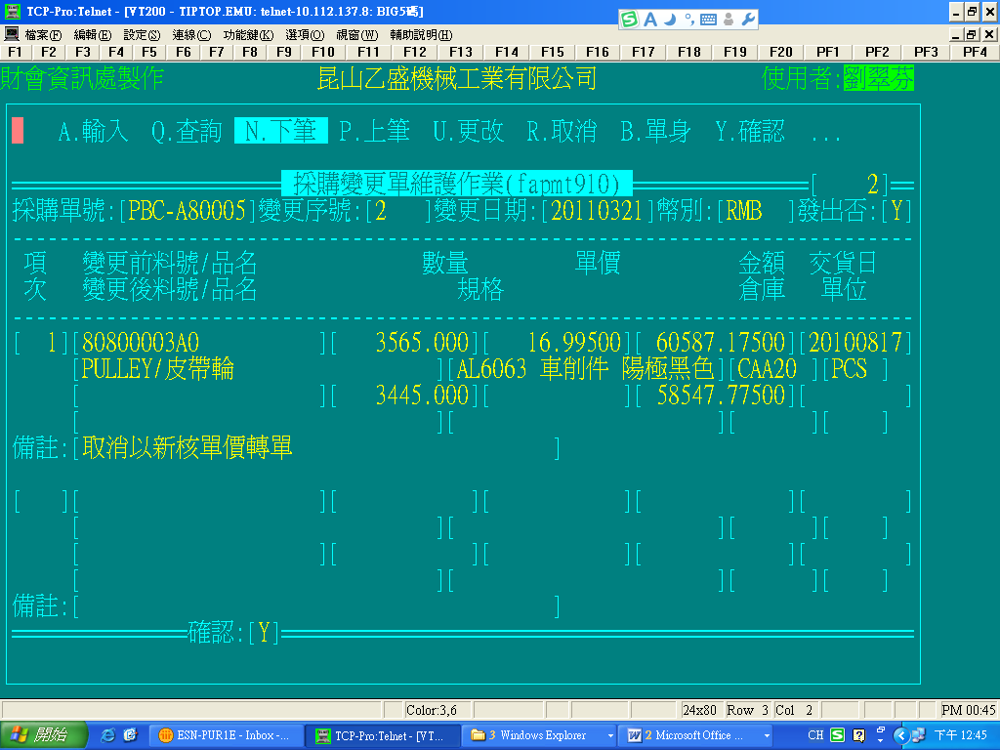 TCP-Pro:Telnet - [VT200 - TIPTOP.EMU: telnet-10.112.137.8: BIG5碼]
檔案(F) 編輯(E) 設定(S) 連線(C) 功能鍵(K) 選項(O) 視窗(W) 輔助說明(H)
F1 F2 F3 F4 F5 F6 F7 F8 F9 F10 F11 F12 F13 F14 F15 F16 F17 F18 F19 F20 PF1 PF2 PF3 PF4
財會資訊處製作 昆山乙盛機械工業有限公司 使用者:劉翠芬
A.輸入 Q.查詢 N.下筆 P.上筆 U.更改 R.取消 B.單身 Y.確認 ...
採購變更單維護作業(fapmt910) [ 2]
採購單號:[PBC-A80005]變更序號:[2 ]變更日期:[20110321]幣別:[RMB ]發出否:[Y]
項 變更前料號/品名 數量 單價 金額 交貨日
次 變更後料號/品名 規格 倉庫 單位
[ 1][80800003A0 ][ 3565.000][ 16.99500][ 60587.17500][20100817]
[PULLEY/皮帶輪 ][AL6063 車削件 陽極黑色][CAA20 ][PCS ]
[ ][ 3445.000][ ][ 58547.77500][ ]
[ ][ ][ ][ ]
備註:[取消以新核單價轉單 ]
[ ][ ][ ][ ][ ][ ]
[ ][ ][ ][ ]
[ ][ ][ ][ ][ ]
[ ][ ][ ][ ]
備註:[ ]
確認:[Y]
Color:3,6 24x80 Row 3 Col 2 PM 00:45
開始 ESN-PUR1E - Inbox -... TCP-Pro:Telnet - [VT... 3 Windows Explorer 2 Microsoft Office ... CH 下午 12:45